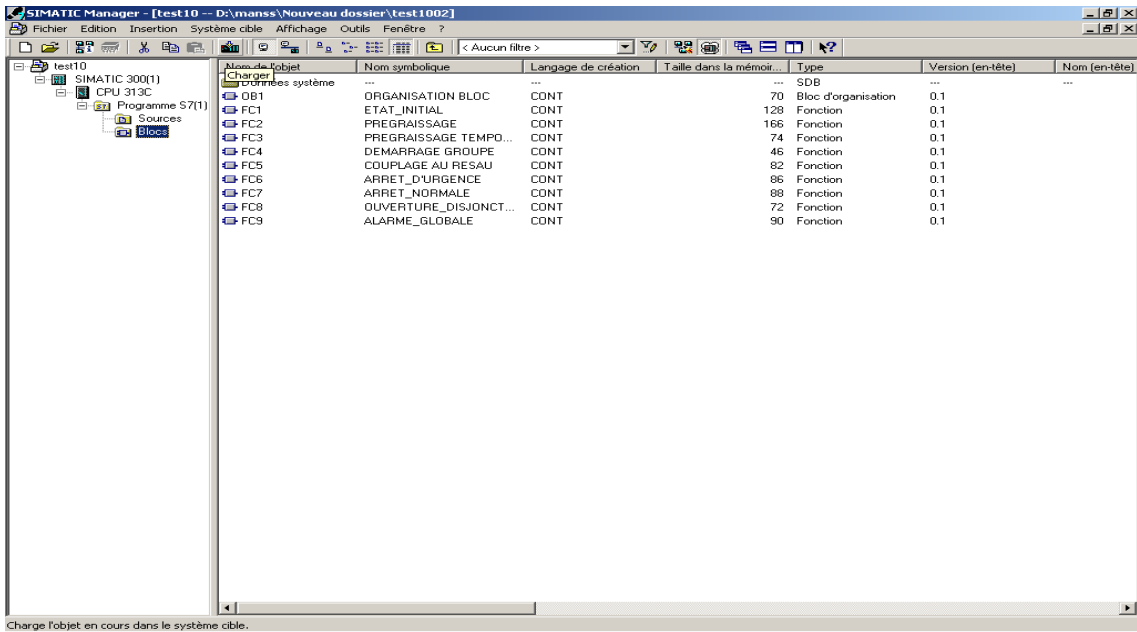 SIMATIC Manager - [test10 -- D:\manss\Nouveau dossier\test1002]
Fichier Edition Insertion Système cible Affichage Outils Fenêtre ?
< Aucun filtre >
test10
SIMATIC 300(1)
CPU 313C
Programme S7(1)
Sources
Blocs
Nom de l'objet Nom symbolique Langage de création Taille dans la mémoir... Type Version (en-tête) Nom (en-tête)
Charger
Données système --- --- --- SDB --- ---
OB1 ORGANISATION BLOC CONT 70 Bloc d'organisation 0.1
FC1 ETAT_INITIAL CONT 128 Fonction 0.1
FC2 PREGRAISSAGE CONT 166 Fonction 0.1
FC3 PREGRAISSAGE TEMPO... CONT 74 Fonction 0.1
FC4 DEMARRAGE GROUPE CONT 46 Fonction 0.1
FC5 COUPLAGE AU RESAU CONT 82 Fonction 0.1
FC6 ARRET_D'URGENCE CONT 86 Fonction 0.1
FC7 ARRET_NORMALE CONT 88 Fonction 0.1
FC8 OUVERTURE_DISJONCT... CONT 72 Fonction 0.1
FC9 ALARME_GLOBALE CONT 90 Fonction 0.1
Charge l'objet en cours dans le système cible.